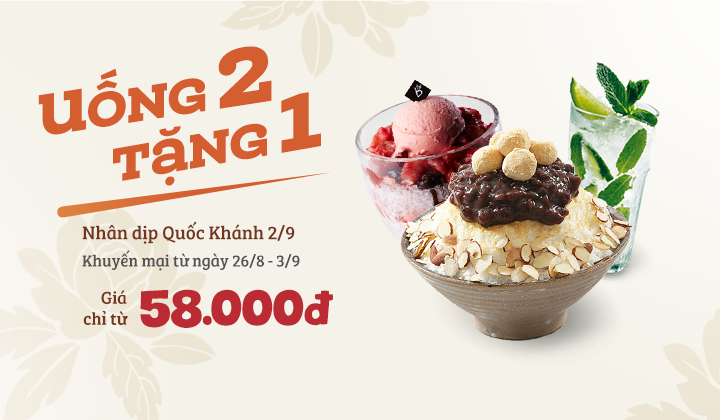 UỐNG 2
TẶNG 1
Nhân dịp Quốc Khánh 2/9
Khuyến mại từ ngày 26/8 - 3/9
Giá
chỉ từ 58.000đ